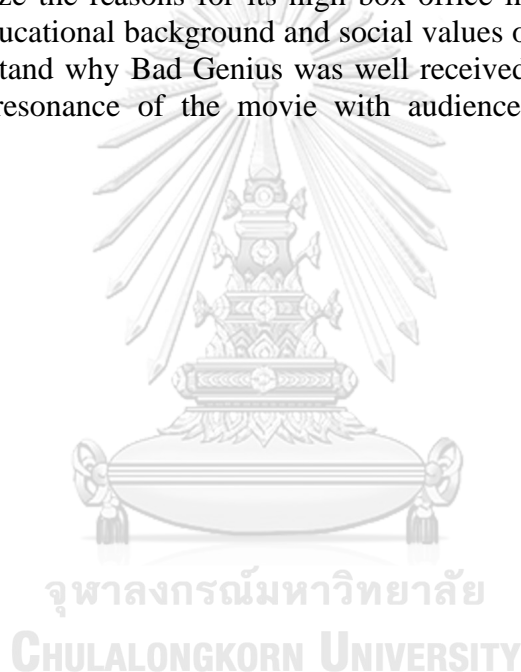 ze the reasons for its high box office i
ucational background and social values o
tand why Bad Genius was well received
resonance of the movie with audience
จุฬาลงกรณ์มหาวิทยาลัย
CHULALONGKORN UNIVERSITY